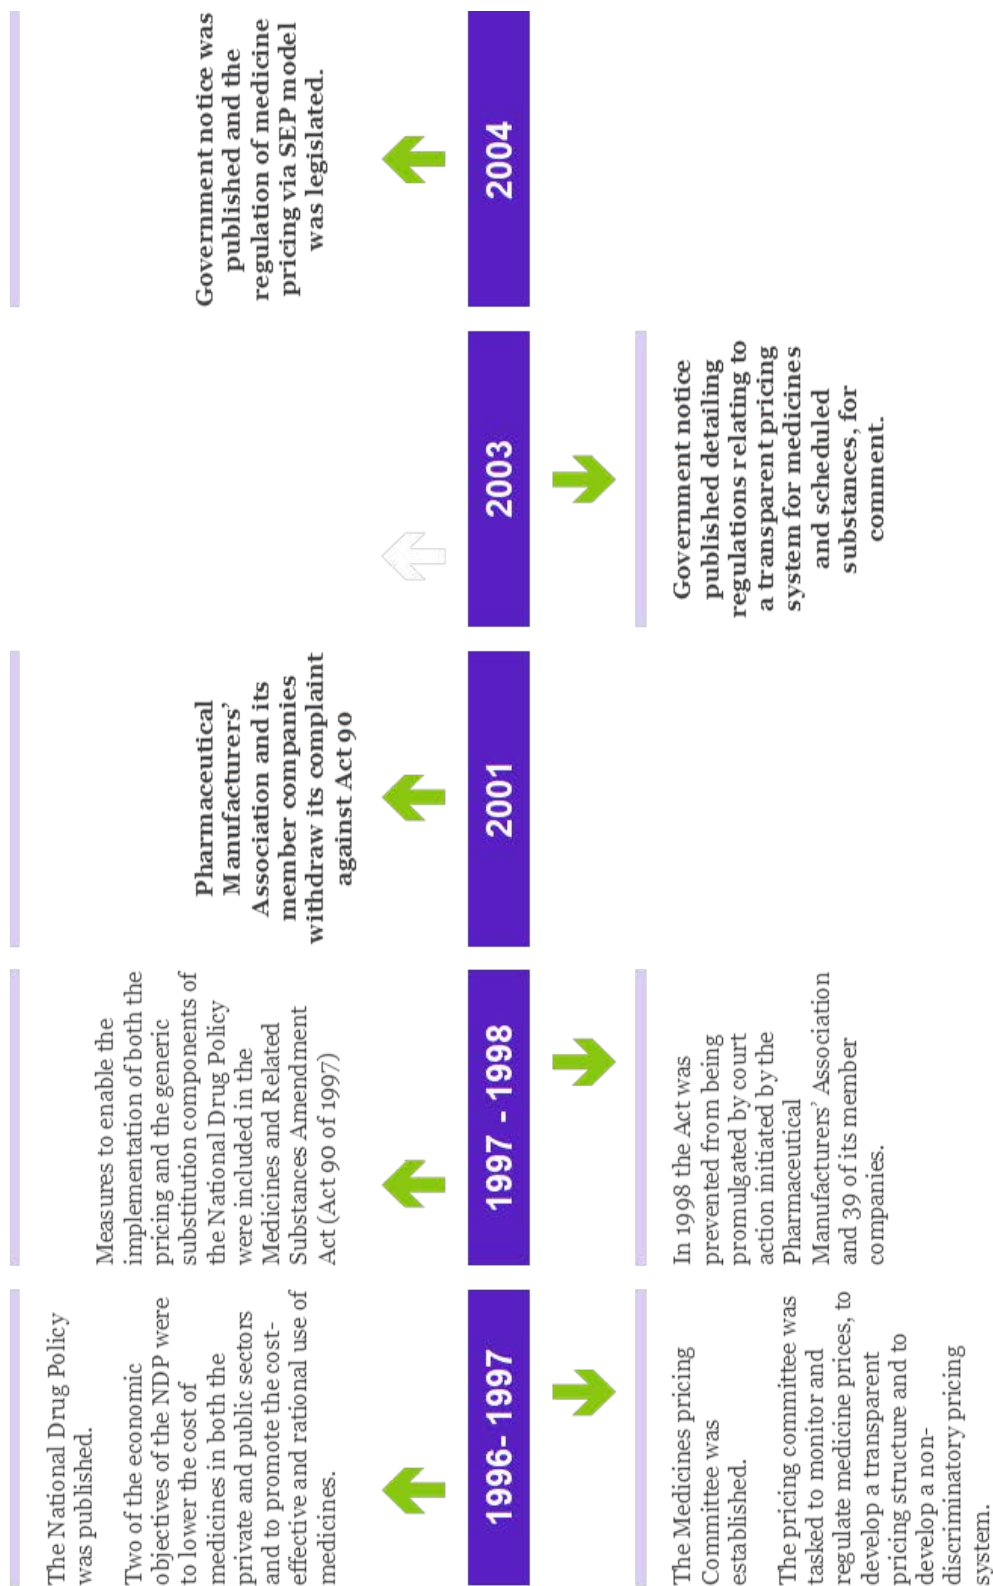 The National Drug Policy
was published.
Two of the economic
objectives of the NDP were
to lower the cost of
medicines in both the
private and public sectors
and to promote the cost-
effective and rational use of
medicines.
1996-1997
The Medicines pricing
Committee was
established.
The pricing committee was
tasked to monitor and
regulate medicine prices, to
develop a transparent
pricing structure and to
develop a non-
discriminatory pricing
system.
Measures to enable the
implementation of both the
pricing and the generic
substitution components of
the National Drug Policy
were included in the
Medicines and Related
Substances Amendment
Act (Act 90 of 1997)
1997 - 1998
In 1998 the Act was
prevented from being
promulgated by court
action initiated by the
Pharmaceutical
Manufacturers' Association
and 39 of its member
companies.
Pharmaceutical
Manufacturers'
Association and its
member companies
withdraw its complaint
against Act 90
2001
2003
Government notice
published detailing
regulations relating to
a transparent pricing
system for medicines
and scheduled
substances, for
comment.
Government notice was
published and the
regulation of medicine
pricing via SEP model
was legislated.
2004